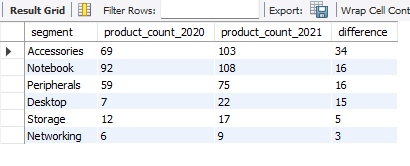 Result Grid Filter Rows: Export: Wrap Cell Cont
segment product_count_2020 product_count_2021 difference
Accessories 69 103 34
Notebook 92 108 16
Peripherals 59 75 16
Desktop 7 22 15
Storage 12 17 5
Networking 6 9 3